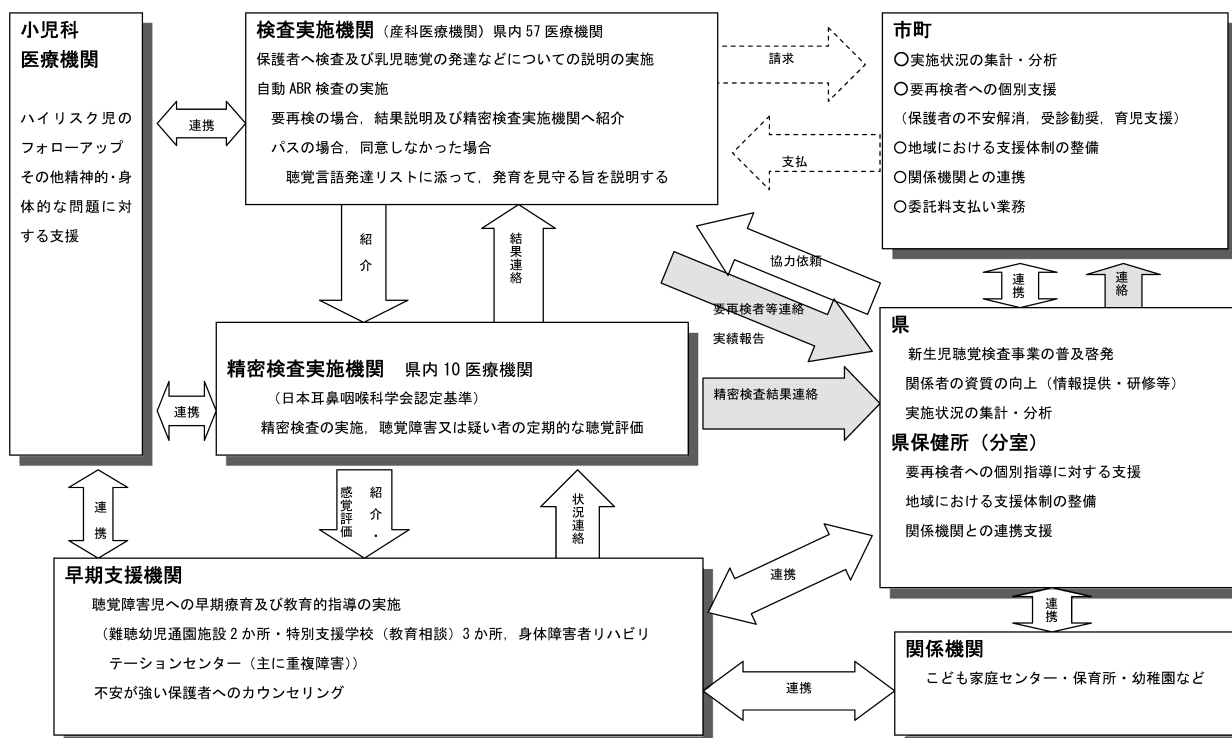 小児科
医療機関
ハイリスク児の
フォローアップ
その他精神的・身
体的な問題に対
する支援
連携
検査実施機関（産科医療機関）県内57医療機関
保護者へ検査及び乳児聴覚の発達などについての説明の実施
自動ABR検査の実施
要再検の場合，結果説明及び精密検査実施機関へ紹介
パスの場合，同意しなかった場合
聴覚言語発達リストに添って，発育を見守る旨を説明する
請求
支払
市町
○実施状況の集計・分析
○要再検者への個別支援
（保護者の不安解消，受診勧奨，育児支援）
○地域における支援体制の整備
○関係機関との連携
○委託料支払い業務
紹介
結果連絡
協力依頼
要再検者等連絡
実績報告
連携
連絡
精密検査実施機関　県内10医療機関
（日本耳鼻咽喉科学会認定基準）
精密検査の実施，聴覚障害又は疑い者の定期的な聴覚評価
連携
精密検査結果連絡
県
新生児聴覚検査事業の普及啓発
関係者の資質の向上（情報提供・研修等）
実施状況の集計・分析
県保健所（分室）
要再検者への個別指導に対する支援
地域における支援体制の整備
関係機関との連携支援
連携
紹介・
感覚評価
状況連絡
連携
連携
早期支援機関
聴覚障害児への早期療育及び教育的指導の実施
（難聴幼児通園施設2か所・特別支援学校（教育相談）3か所，身体障害者リハビリ
テーションセンター（主に重複障害））
不安が強い保護者へのカウンセリング
連携
関係機関
こども家庭センター・保育所・幼稚園など